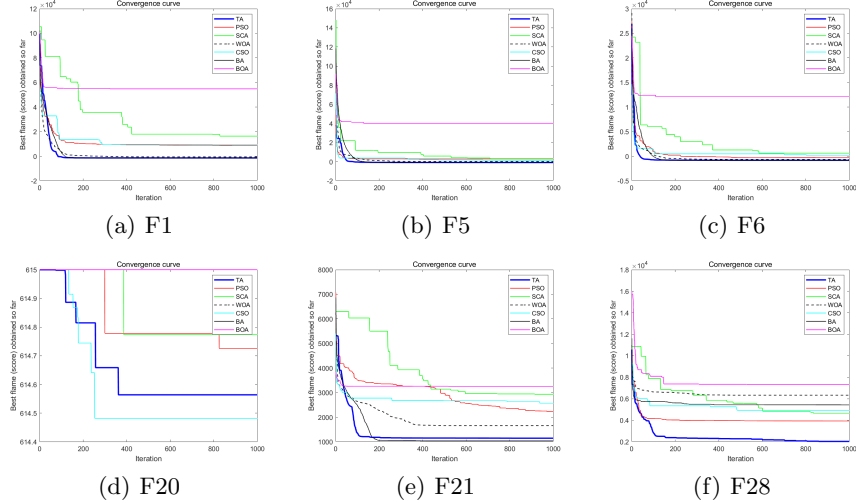 Convergence curve
×10⁴
12
10
8
6
4
2
0
-2
0 200 400 600 800 1000
Iteration
Best flame (score) obtained so far
TA
PSO
SCA
WOA
CSO
BA
BOA
(a) F1
Convergence curve
×10⁴
16
14
12
10
8
6
4
2
0
-2
0 200 400 600 800 1000
Iteration
Best flame (score) obtained so far
TA
PSO
SCA
WOA
CSO
BA
BOA
(b) F5
Convergence curve
×10⁴
3
2.5
2
1.5
1
0.5
0
-0.5
0 200 400 600 800 1000
Iteration
Best flame (score) obtained so far
TA
PSO
SCA
WOA
CSO
BA
BOA
(c) F6
Convergence curve
615
614.9
614.8
614.7
614.6
614.5
614.4
0 200 400 600 800 1000
Iteration
Best flame (score) obtained so far
TA
PSO
SCA
WOA
CSO
BA
BOA
(d) F20
Convergence curve
8000
7000
6000
5000
4000
3000
2000
1000
0 200 400 600 800 1000
Iteration
Best flame (score) obtained so far
TA
PSO
SCA
WOA
CSO
BA
BOA
(e) F21
Convergence curve
×10⁴
1.8
1.6
1.4
1.2
1
0.8
0.6
0.4
0.2
0 200 400 600 800 1000
Iteration
Best flame (score) obtained so far
TA
PSO
SCA
WOA
CSO
BA
BOA
(f) F28